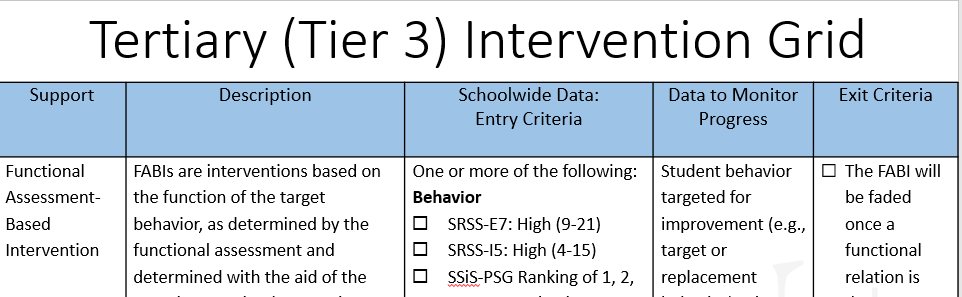 Tertiary (Tier 3) Intervention Grid
Support
Description
Schoolwide Data:
Entry Criteria
Data to Monitor
Progress
Exit Criteria
Functional
Assessment-
Based
Intervention
FABIs are interventions based on
the function of the target
behavior, as determined by the
functional assessment and
determined with the aid of the
One or more of the following:
Behavior
☐ SRSS-E7: High (9-21)
☐ SRSS-I5: High (4-15)
☐ SSiS-PSG Ranking of 1, 2,
Student behavior
targeted for
improvement (e.g.,
target or
replacement
☐ The FABI will
be faded
once a
functional
relation is